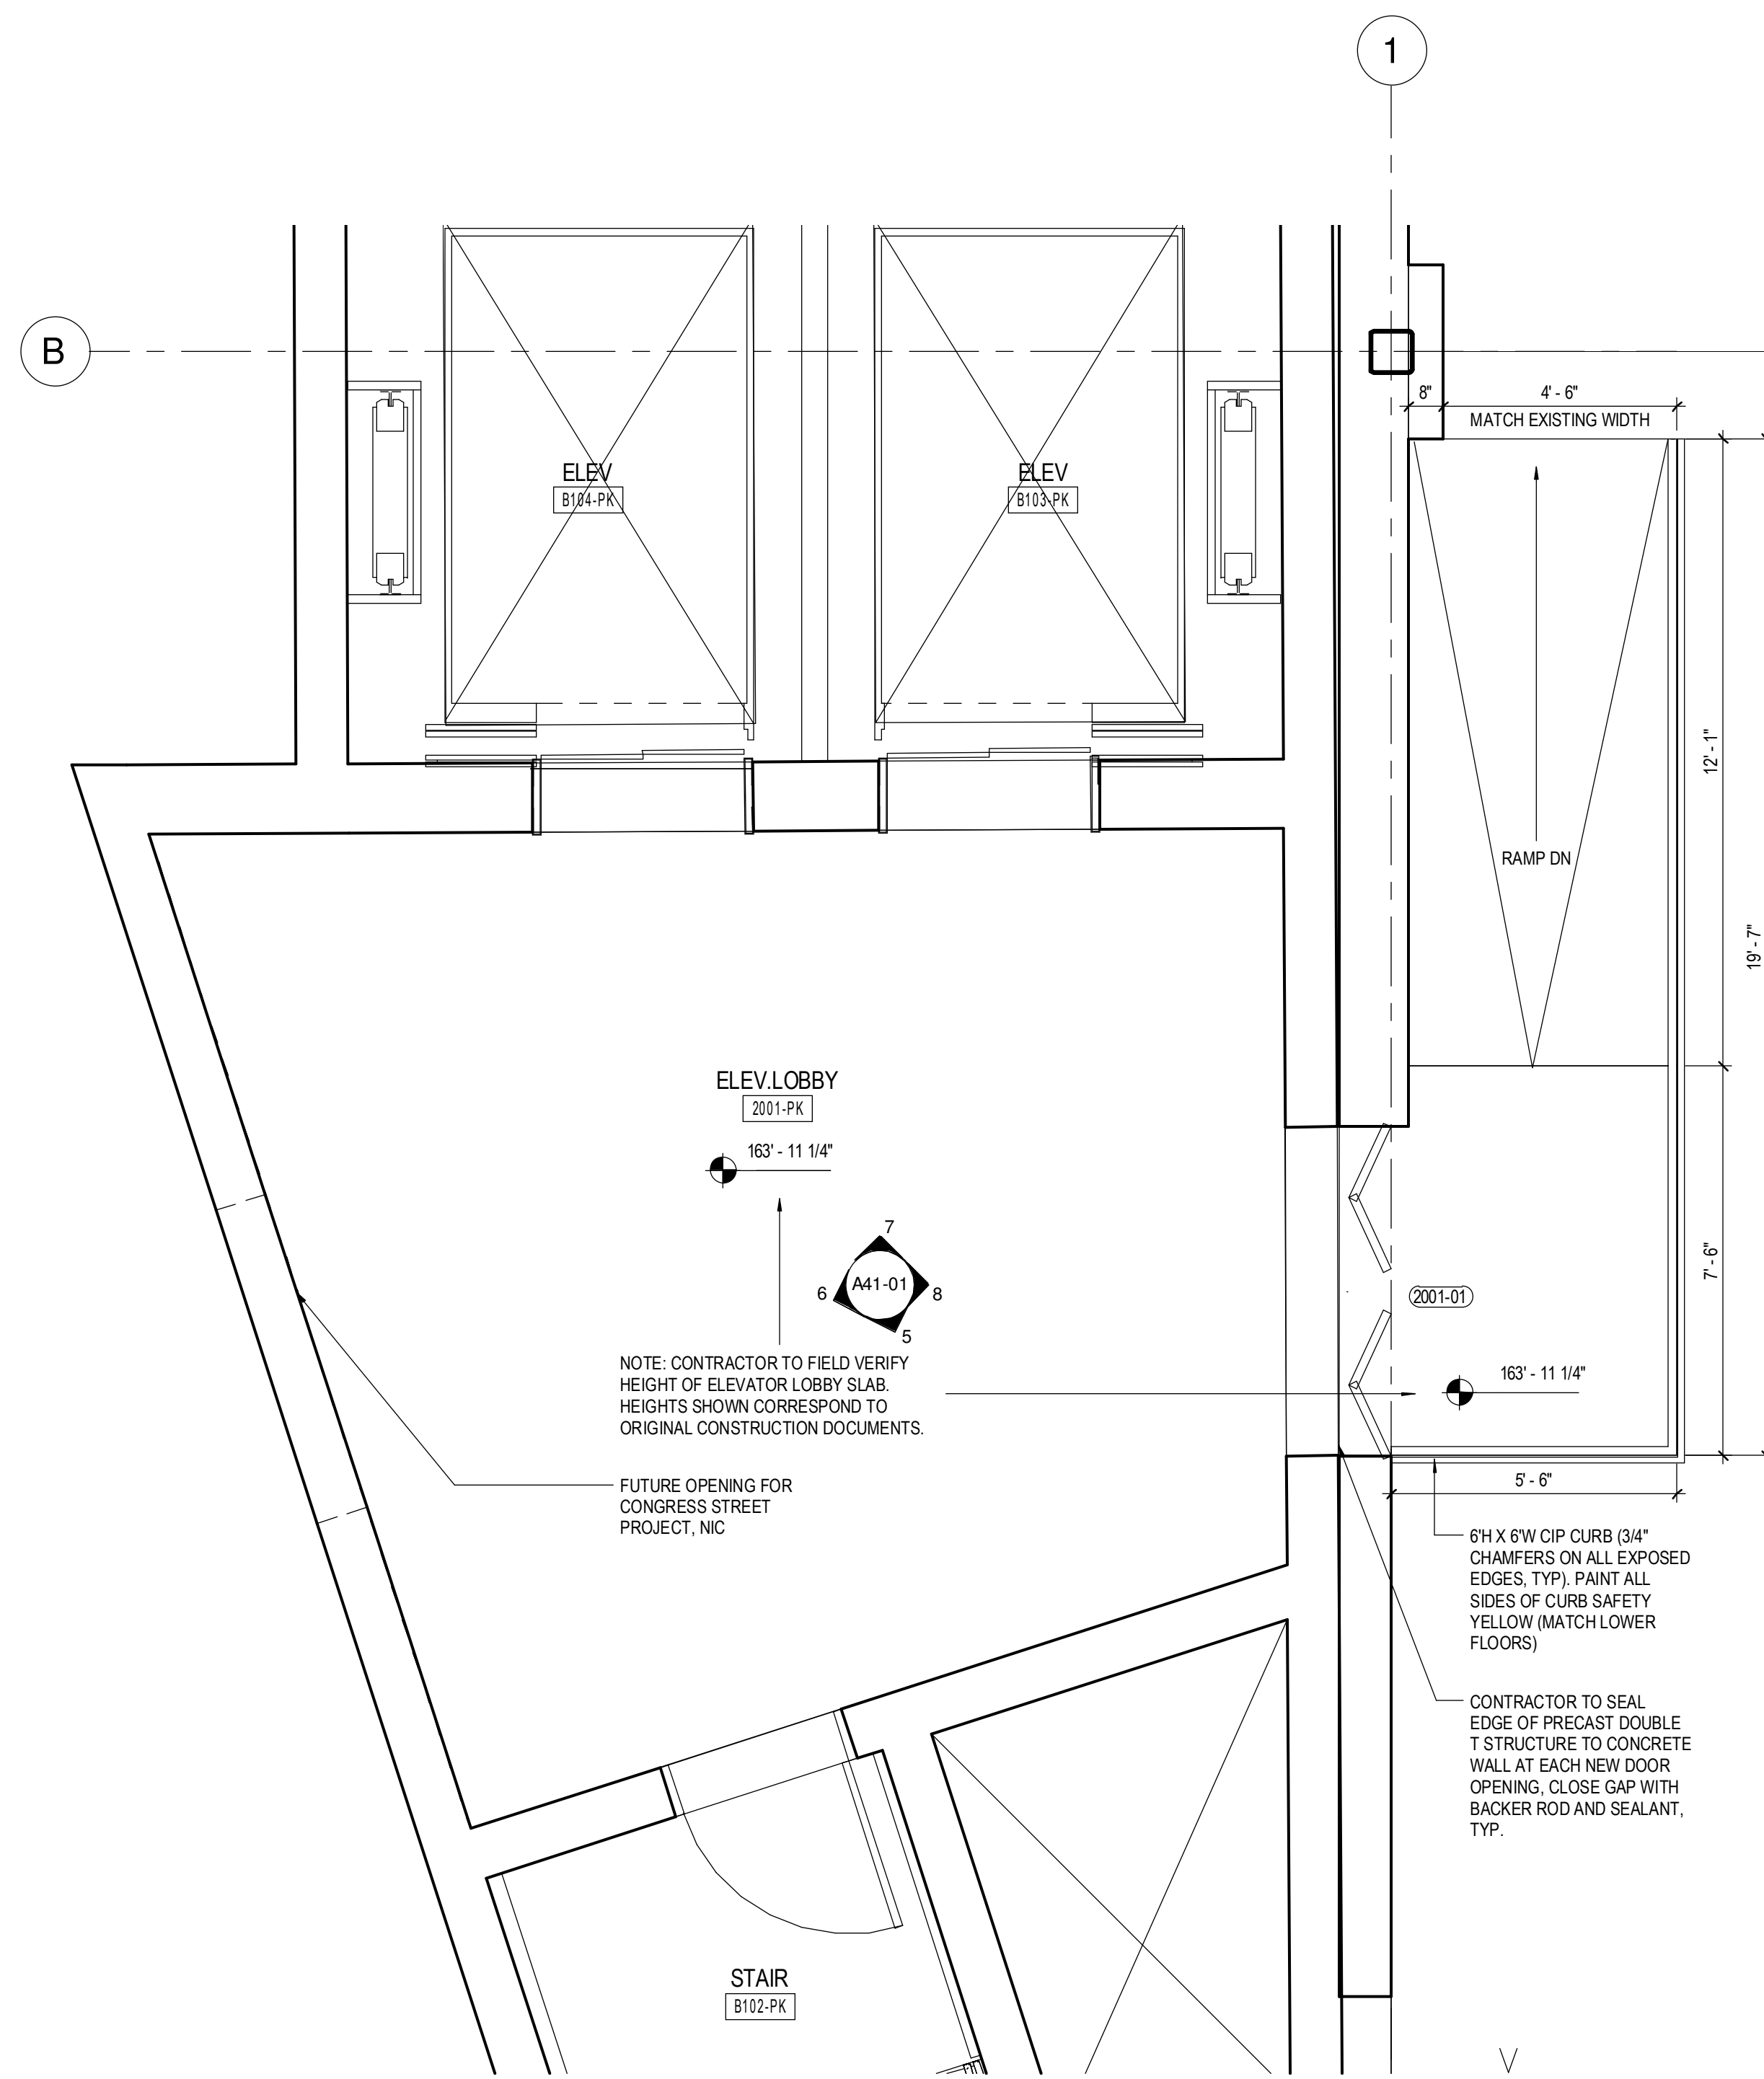 1
B
8"
4' - 6"
MATCH EXISTING WIDTH
ELEV
B104-PK
ELEV
B103-PK
12' - 1"
RAMP DN
19' - 7"
ELEV.LOBBY
2001-PK
163' - 11 1/4"
7
A41-01
6
8
5
7' - 6"
2001-01
NOTE: CONTRACTOR TO FIELD VERIFY
HEIGHT OF ELEVATOR LOBBY SLAB.
HEIGHTS SHOWN CORRESPOND TO
ORIGINAL CONSTRUCTION DOCUMENTS.
163' - 11 1/4"
FUTURE OPENING FOR
CONGRESS STREET
PROJECT, NIC
5' - 6"
6'H X 6'W CIP CURB (3/4"
CHAMFERS ON ALL EXPOSED
EDGES, TYP). PAINT ALL
SIDES OF CURB SAFETY
YELLOW (MATCH LOWER
FLOORS)
CONTRACTOR TO SEAL
EDGE OF PRECAST DOUBLE
T STRUCTURE TO CONCRETE
WALL AT EACH NEW DOOR
OPENING, CLOSE GAP WITH
BACKER ROD AND SEALANT,
TYP.
STAIR
B102-PK